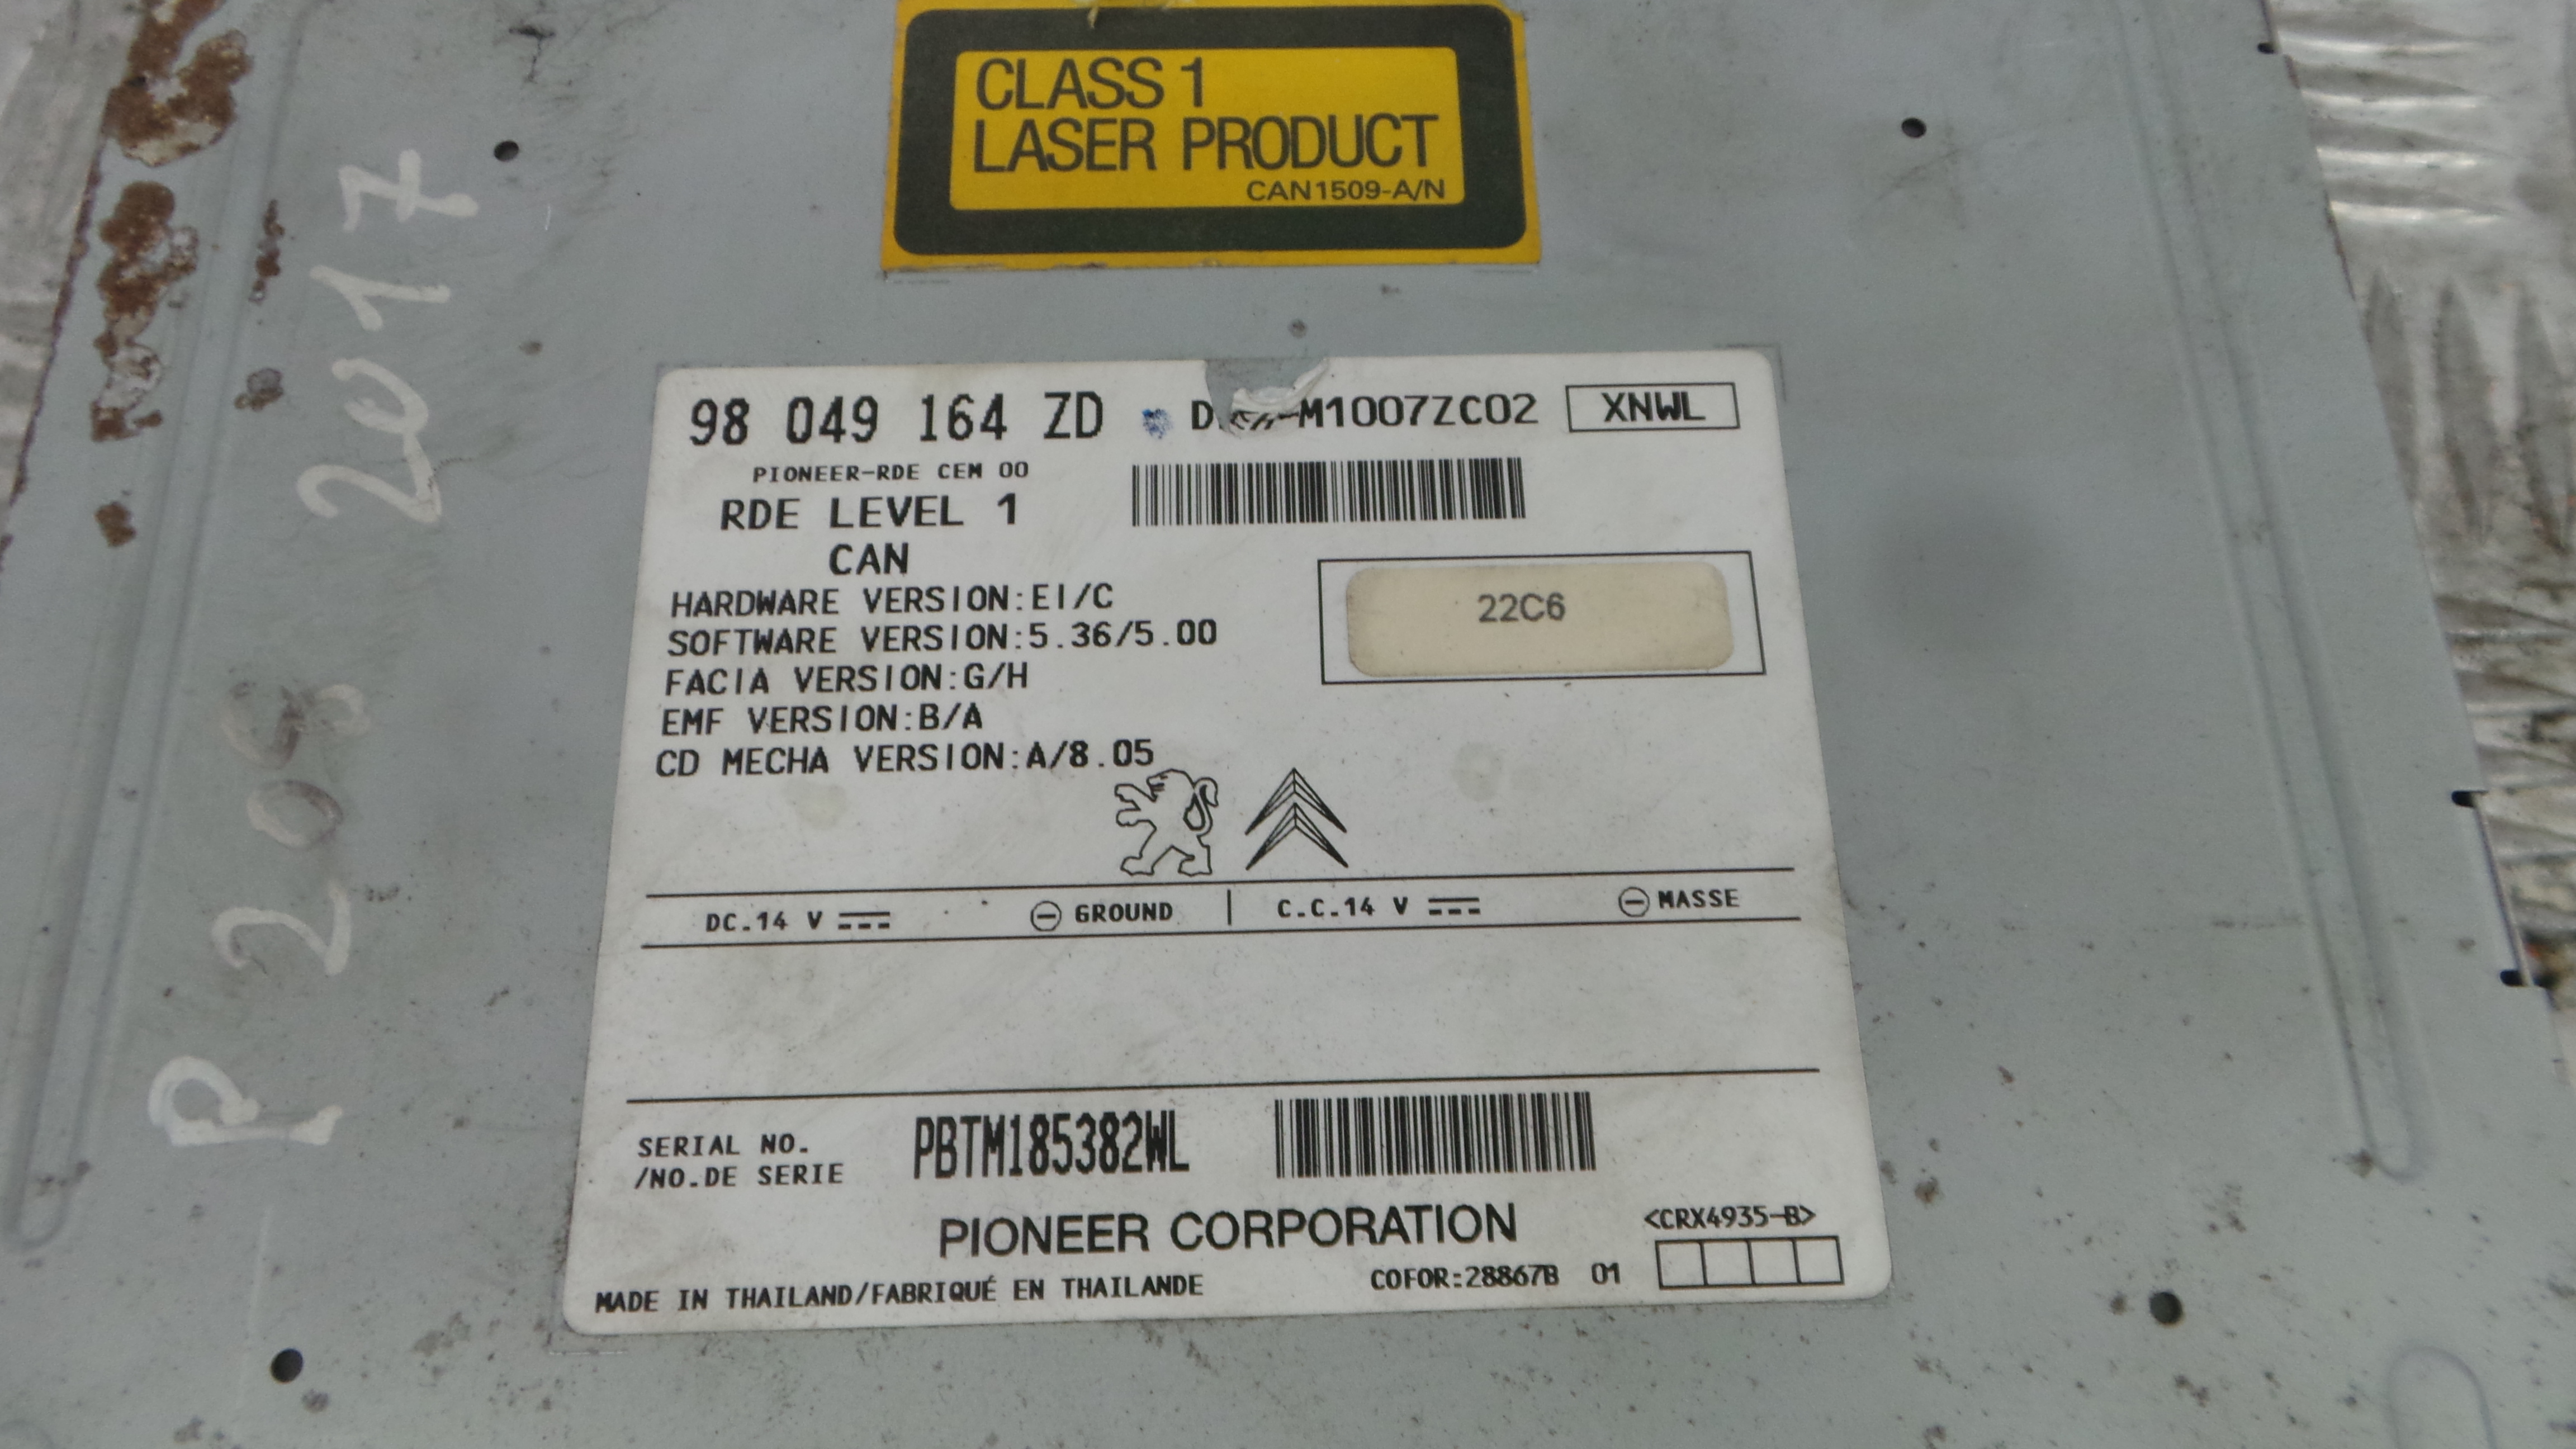 CLASS 1
LASER PRODUCT
CAN1509-A/N
98 049 164 ZD M1007ZC02 XNWL
PIONEER-RDE CEM 00
RDE LEVEL 1
CAN
22C6
HARDWARE VERSION:EI/C
SOFTWARE VERSION:5.36/5.00
FACIA VERSION:G/H
EMF VERSION:B/A
CD MECHA VERSION:A/8.05
DC.14 V GROUND | C.C.14 V MASSE
SERIAL NO.
/NO.DE SERIE
PBTM185382WL
PIONEER CORPORATION
<CRX4935-B>
MADE IN THAILAND/FABRIQUÉ EN THAILANDE
COFOR:28867B 01
P 208 2017